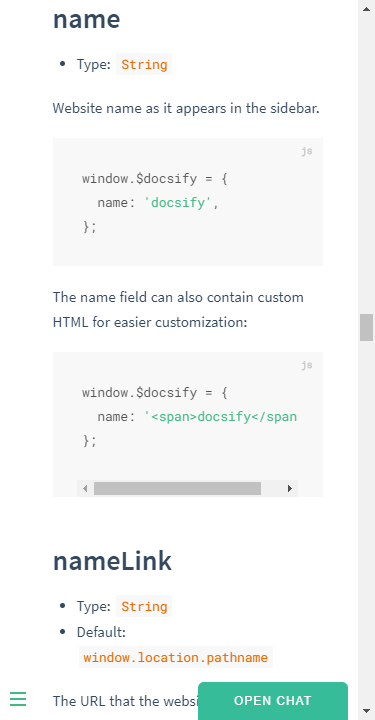 name
Type: String
Website name as it appears in the sidebar.
js
window.$docsify = {
name: 'docsify',
};
The name field can also contain custom
HTML for easier customization:
js
window.$docsify = {
name: '<span>docsify</span
};
nameLink
Type: String
Default:
window.location.pathname
The URL that the websi
OPEN CHAT